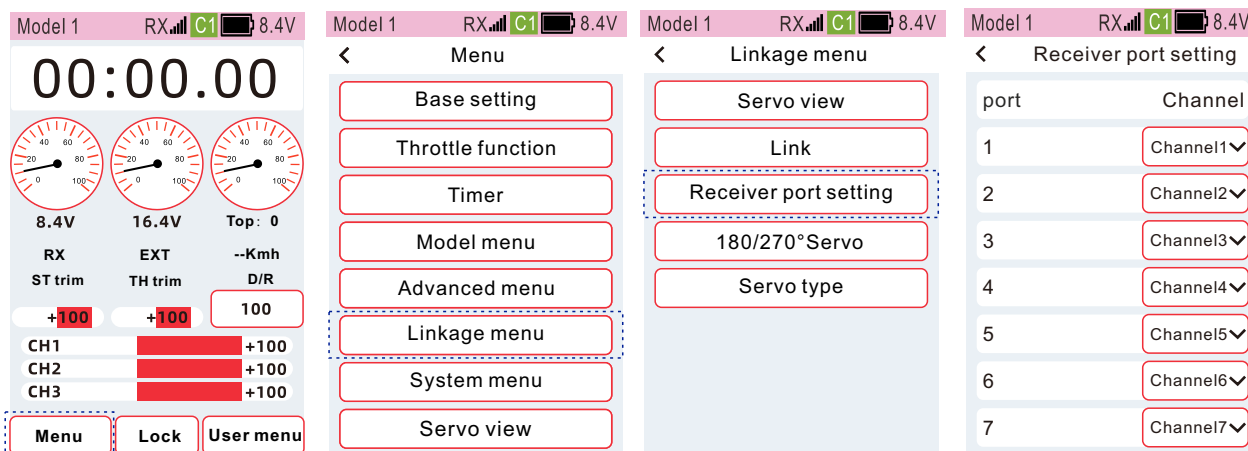 Model 1 RX C1 8.4V
00:00.00
40 60
20 80
0 100
40 60
20 80
0 100
40 60
20 80
0 100
8.4V 16.4V Top: 0
RX EXT --Kmh
ST trim TH trim D/R
+100 +100 100
CH1 +100
CH2 +100
CH3 +100
Menu Lock User menu
Model 1 RX C1 8.4V
Menu
Base setting
Throttle function
Timer
Model menu
Advanced menu
Linkage menu
System menu
Servo view
Model 1 RX C1 8.4V
Linkage menu
Servo view
Link
Receiver port setting
180/270°Servo
Servo type
Model 1 RX C1 8.4V
Receiver port setting
port Channel
1 Channel1
2 Channel2
3 Channel3
4 Channel4
5 Channel5
6 Channel6
7 Channel7